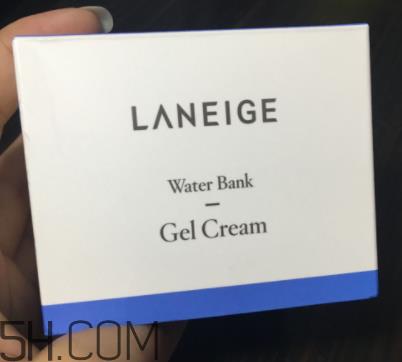 LANEIGE
Water Bank
Gel Cream
5H.COM